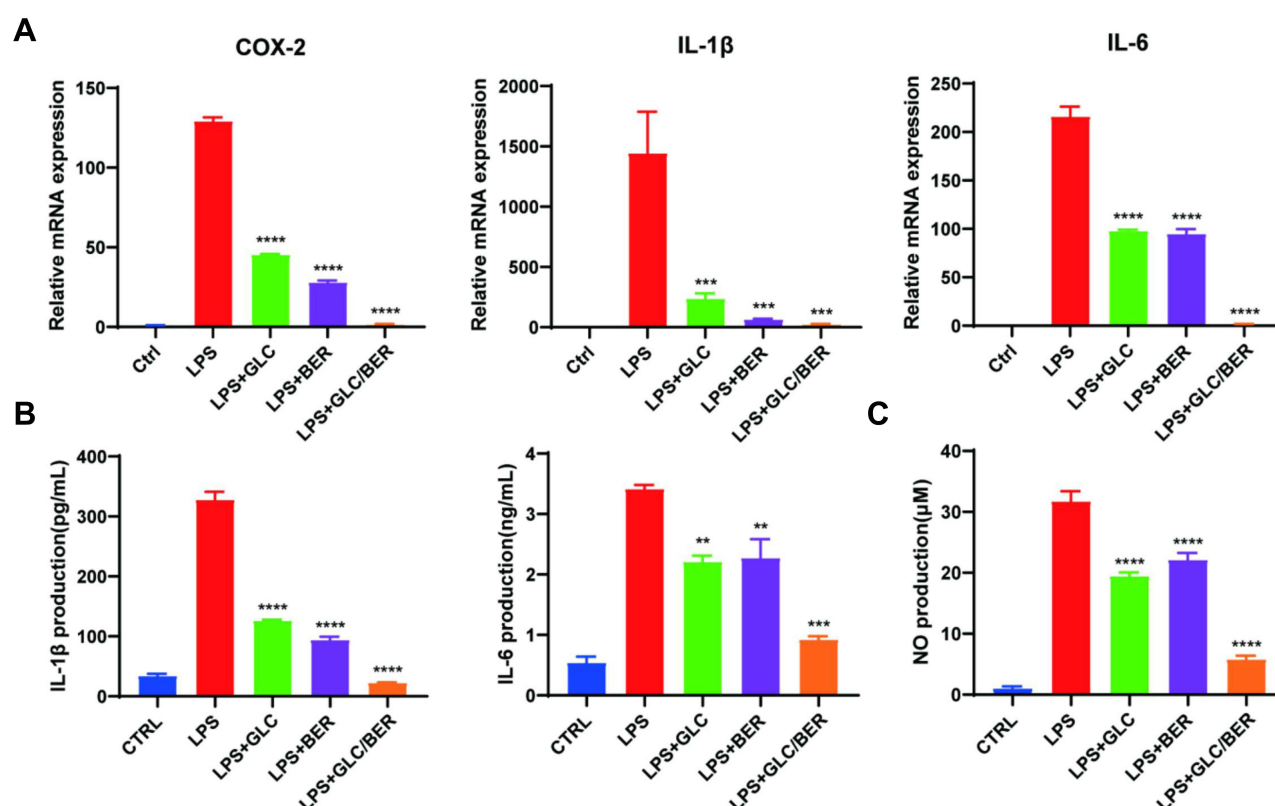 A
COX-2
IL-1β
IL-6
Relative mRNA expression
150
100
50
0
****
****
****
Ctrl
LPS
LPS+GLC
LPS+BER
LPS+GLC/BER
Relative mRNA expression
2000
1500
1000
500
0
***
***
***
Ctrl
LPS
LPS+GLC
LPS+BER
LPS+GLC/BER
Relative mRNA expression
250
200
150
100
50
0
****
****
****
Ctrl
LPS
LPS+GLC
LPS+BER
LPS+GLC/BER
B
IL-1β production(pg/mL)
400
300
200
100
0
****
****
****
CTRL
LPS
LPS+GLC
LPS+BER
LPS+GLC/BER
IL-6 production(ng/mL)
4
3
2
1
0
**
**
***
CTRL
LPS
LPS+GLC
LPS+BER
LPS+GLC/BER
C
NO production(μM)
40
30
20
10
0
****
****
****
CTRL
LPS
LPS+GLC
LPS+BER
LPS+GLC/BER